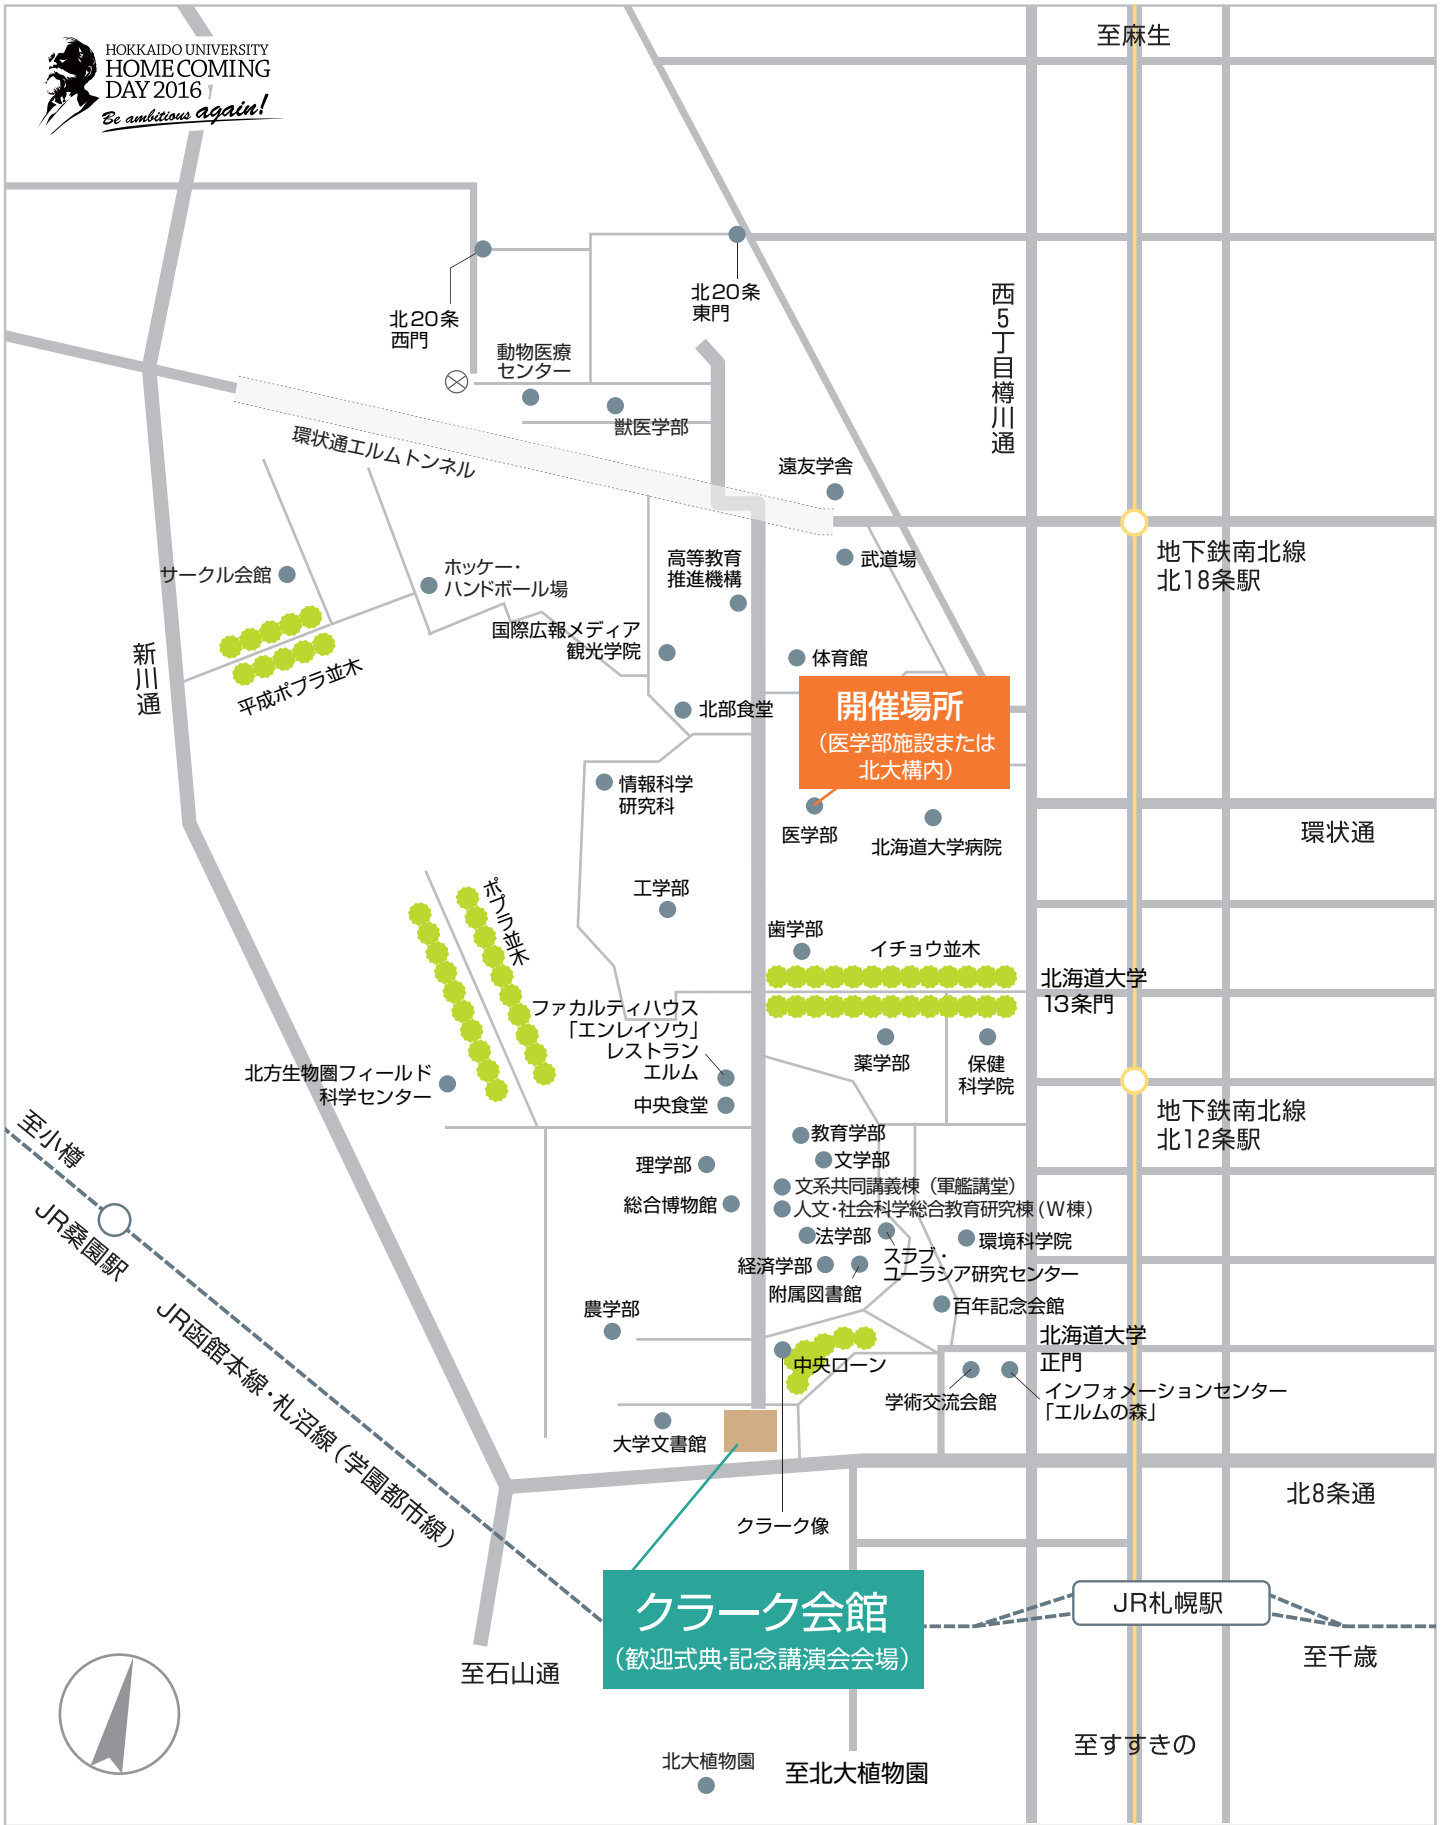 HOKKAIDO UNIVERSITY
HOME COMING
DAY 2016
Be ambitious again!
至麻生
北20条
西門
北20条
東門
西5丁目樽川通
動物医療
センター
獣医学部
環状通エルムトンネル
遠友学舎
地下鉄南北線
北18条駅
高等教育
推進機構
武道場
サークル会館
ホッケー・
ハンドボール場
国際広報メディア
観光学院
体育館
新川通
平成ポプラ並木
北部食堂
開催場所
（医学部施設または
北大構内）
情報科学
研究科
医学部
北海道大学病院
環状通
工学部
ポプラ並木
歯学部
イチョウ並木
北海道大学
13条門
ファカルティハウス
「エンレイソウ」
レストラン
エルム
薬学部
保健
科学院
北方生物圏フィールド
科学センター
中央食堂
地下鉄南北線
北12条駅
至小樽
教育学部
文学部
理学部
文系共同講義棟（軍艦講堂）
総合博物館
人文・社会科学総合教育研究棟(W棟)
JR桑園駅
法学部
スラブ・
ユーラシア研究センター
環境科学院
経済学部
附属図書館
農学部
百年記念会館
JR函館本線・札沼線（学園都市線）
北海道大学
正門
中央ローン
学術交流会館
インフォメーションセンター
「エルムの森」
大学文書館
北8条通
クラーク像
クラーク会館
（歓迎式典・記念講演会会場）
JR札幌駅
至千歳
至石山通
至すすきの
北大植物園
至北大植物園